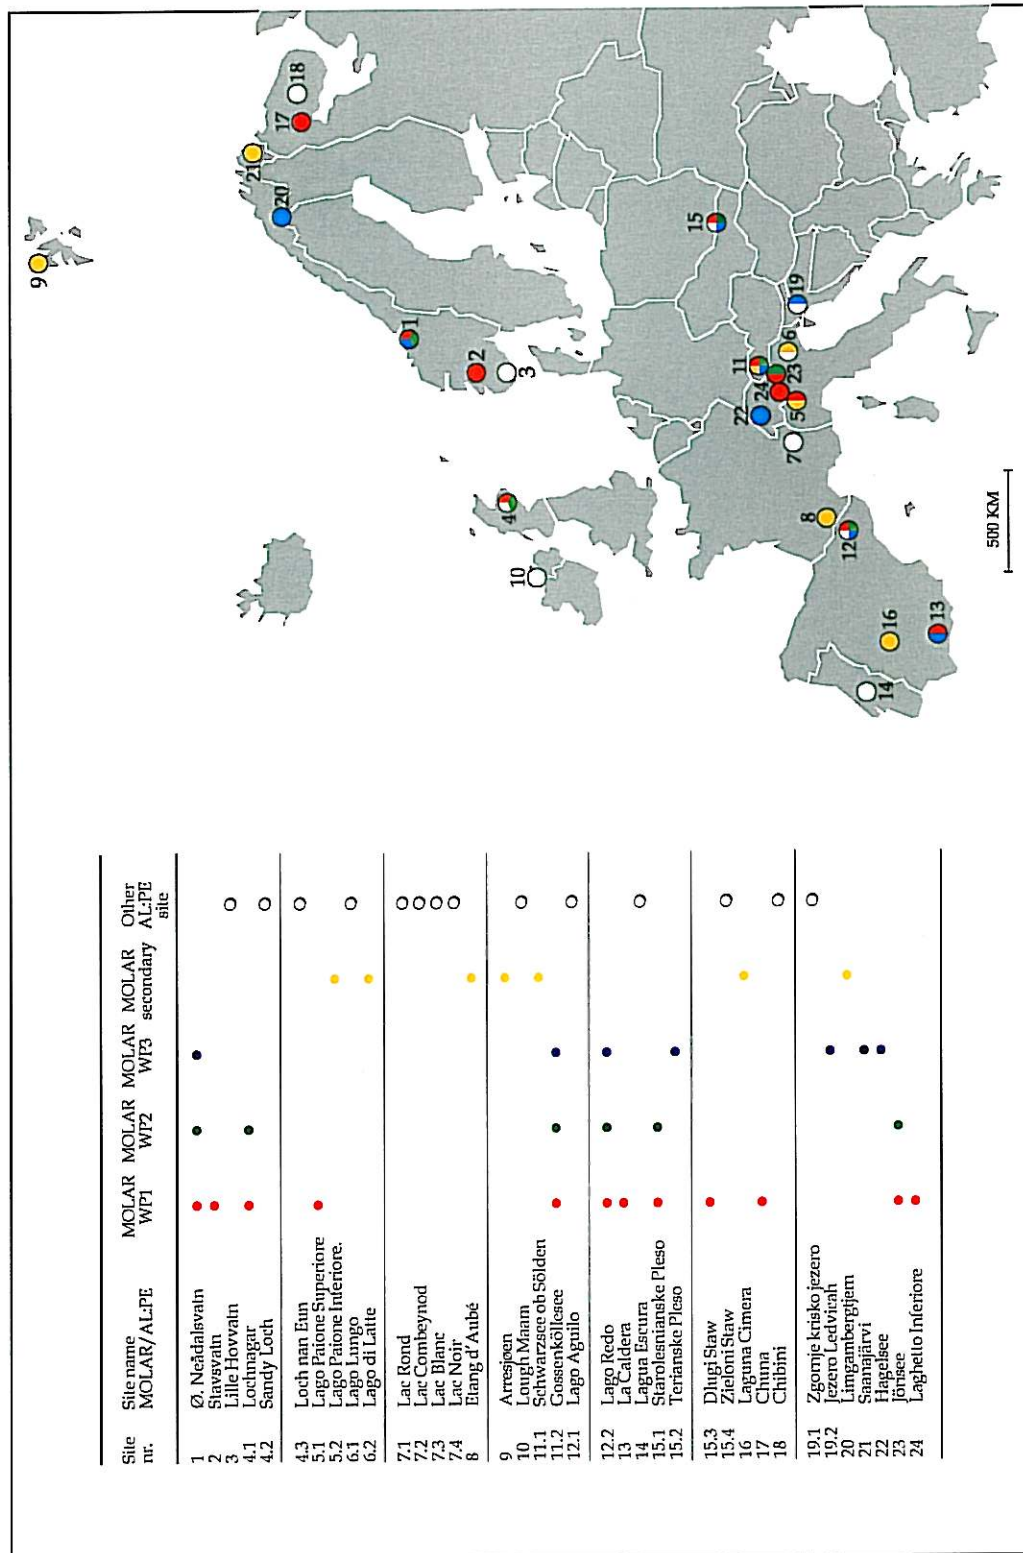 Site Site name MOLAR MOLAR MOLAR MOLAR Other
nr. MOLAR/AL:PE WP1 WP2 WP3 secondary AL:PE
site
1 Ø. Neådalsvatn
2 Stavsvatn
3 Lille Hovvatn
4.1 Lochnagar
4.2 Sandy Loch
4.3 Loch nan Eun
5.1 Lago Paione Superiore
5.2 Lago Paione Inferiore.
6.1 Lago Lungo
6.2 Lago di Latte
7.1 Lac Rond
7.2 Lac Combeynod
7.3 Lac Blanc
7.4 Lac Noir
8 Etang d'Aubé
9 Arresjøen
10 Lough Maam
11.1 Schwarzsee ob Sölden
11.2 Gossenköllesee
12.1 Lago Aguilo
12.2 Lago Redo
13 La Caldera
14 Laguna Escura
15.1 Starolesnianske Pleso
15.2 Terianske Pleso
15.3 Dlugi Staw
15.4 Zieloni Staw
16 Laguna Cimera
17 Chuna
18 Chibini
19.1 Zgornje krisko jezero
19.2 Jezero Ledvicah
20 Limgambergtjern
21 Saanajärvi
22 Hagelsee
23 Jörisee
24 Laghetto Inferiore
9
21
18
17
20
1
2
3
4
10
15
11
6
19
24
23
22
5
7
8
12
16
13
14
500 KM